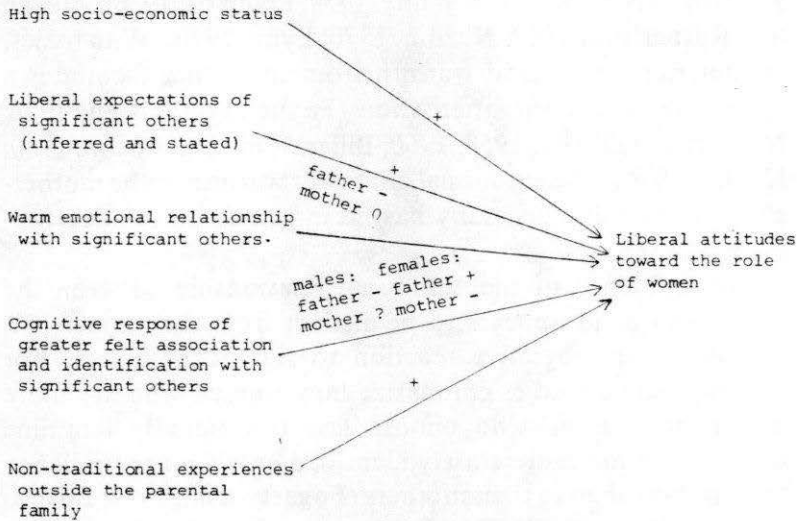 High socio-economic status
+
Liberal expectations of
significant others
(inferred and stated)
+
father -
mother 0
Warm emotional relationship
with significant others.
Liberal attitudes
toward the role
of women
males: females:
father - father +
mother ? mother -
Cognitive response of
greater felt association
and identification with
significant others
+
Non-traditional experiences
outside the parental
family